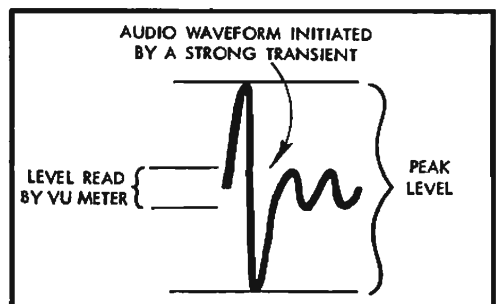 AUDIO WAVEFORM INITIATED
BY A STRONG TRANSIENT
LEVEL READ
BY VU METER
PEAK
LEVEL